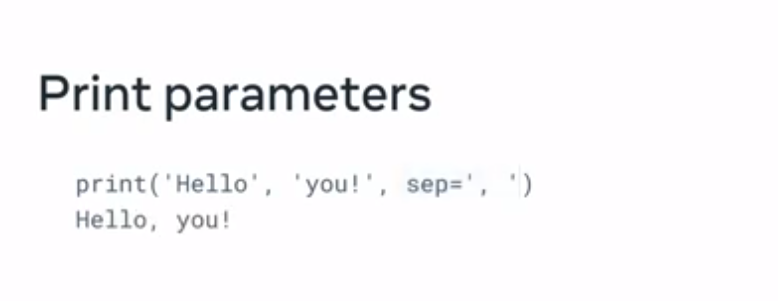 Print parameters
print('Hello', 'you!', sep=', ')
Hello, you!